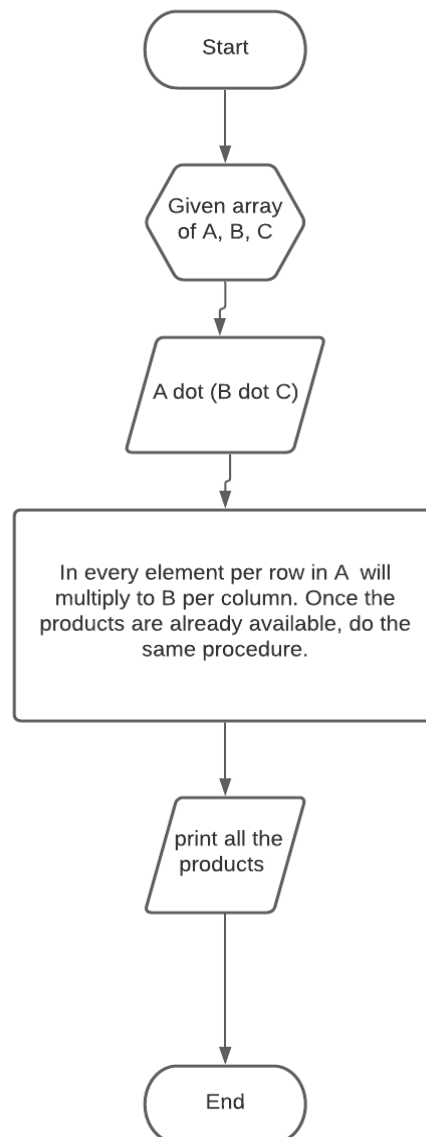 Start
Given array
of A, B, C
A dot (B dot C)
In every element per row in A will
multiply to B per column. Once the
products are already available, do the
same procedure.
print all the
products
End